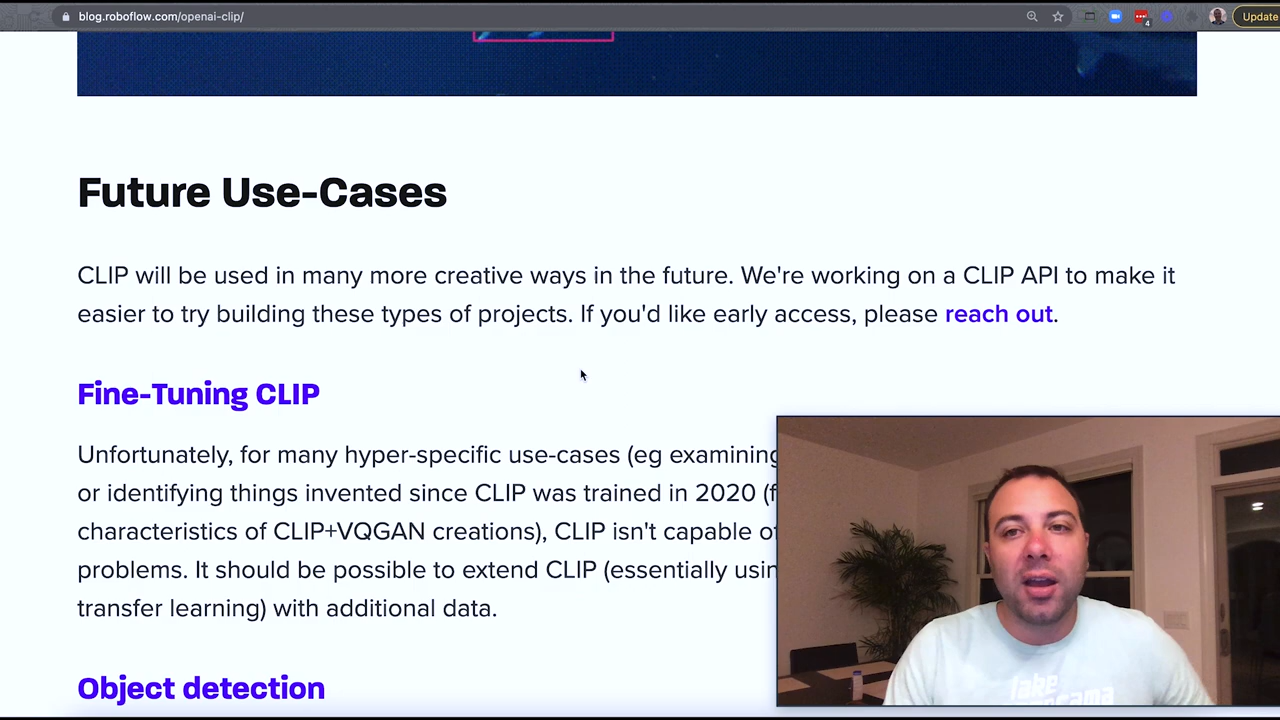 blog.roboflow.com/openai-clip/
4
Update
Future Use-Cases
CLIP will be used in many more creative ways in the future. We're working on a CLIP API to make it
easier to try building these types of projects. If you'd like early access, please reach out.
Fine-Tuning CLIP
Unfortunately, for many hyper-specific use-cases (eg examining
or identifying things invented since CLIP was trained in 2020 (f
characteristics of CLIP+VQGAN creations), CLIP isn't capable of
problems. It should be possible to extend CLIP (essentially usin
transfer learning) with additional data.
Object detection
lake